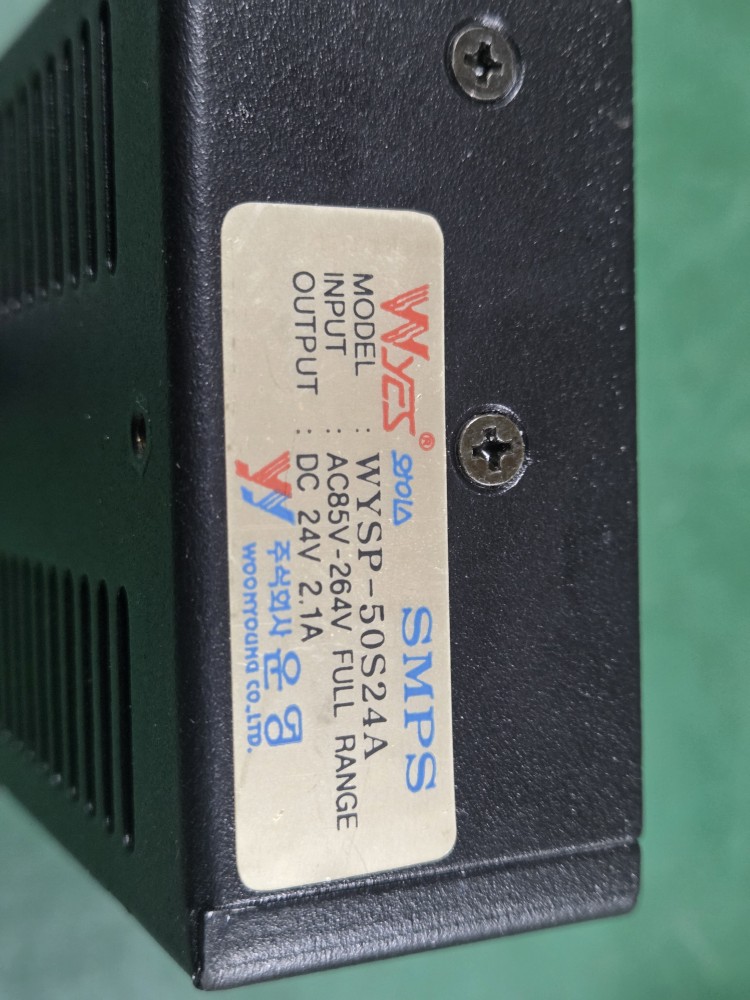 WYES® 와이스 SMPS
MODEL : WYSP-50S24A
INPUT : AC85V-264V FULL RANGE
OUTPUT : DC 24V 2.1A
주식회사 운영
WOONYOUNG CO.,LTD.